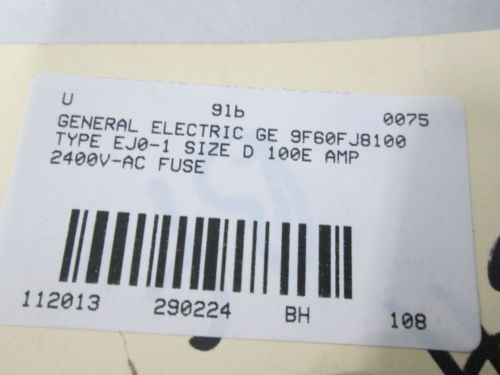 U 91b 0075
GENERAL ELECTRIC GE 9F60FJ8100
TYPE EJ0-1 SIZE D 100E AMP
2400V-AC FUSE
112013 290224 BH 108